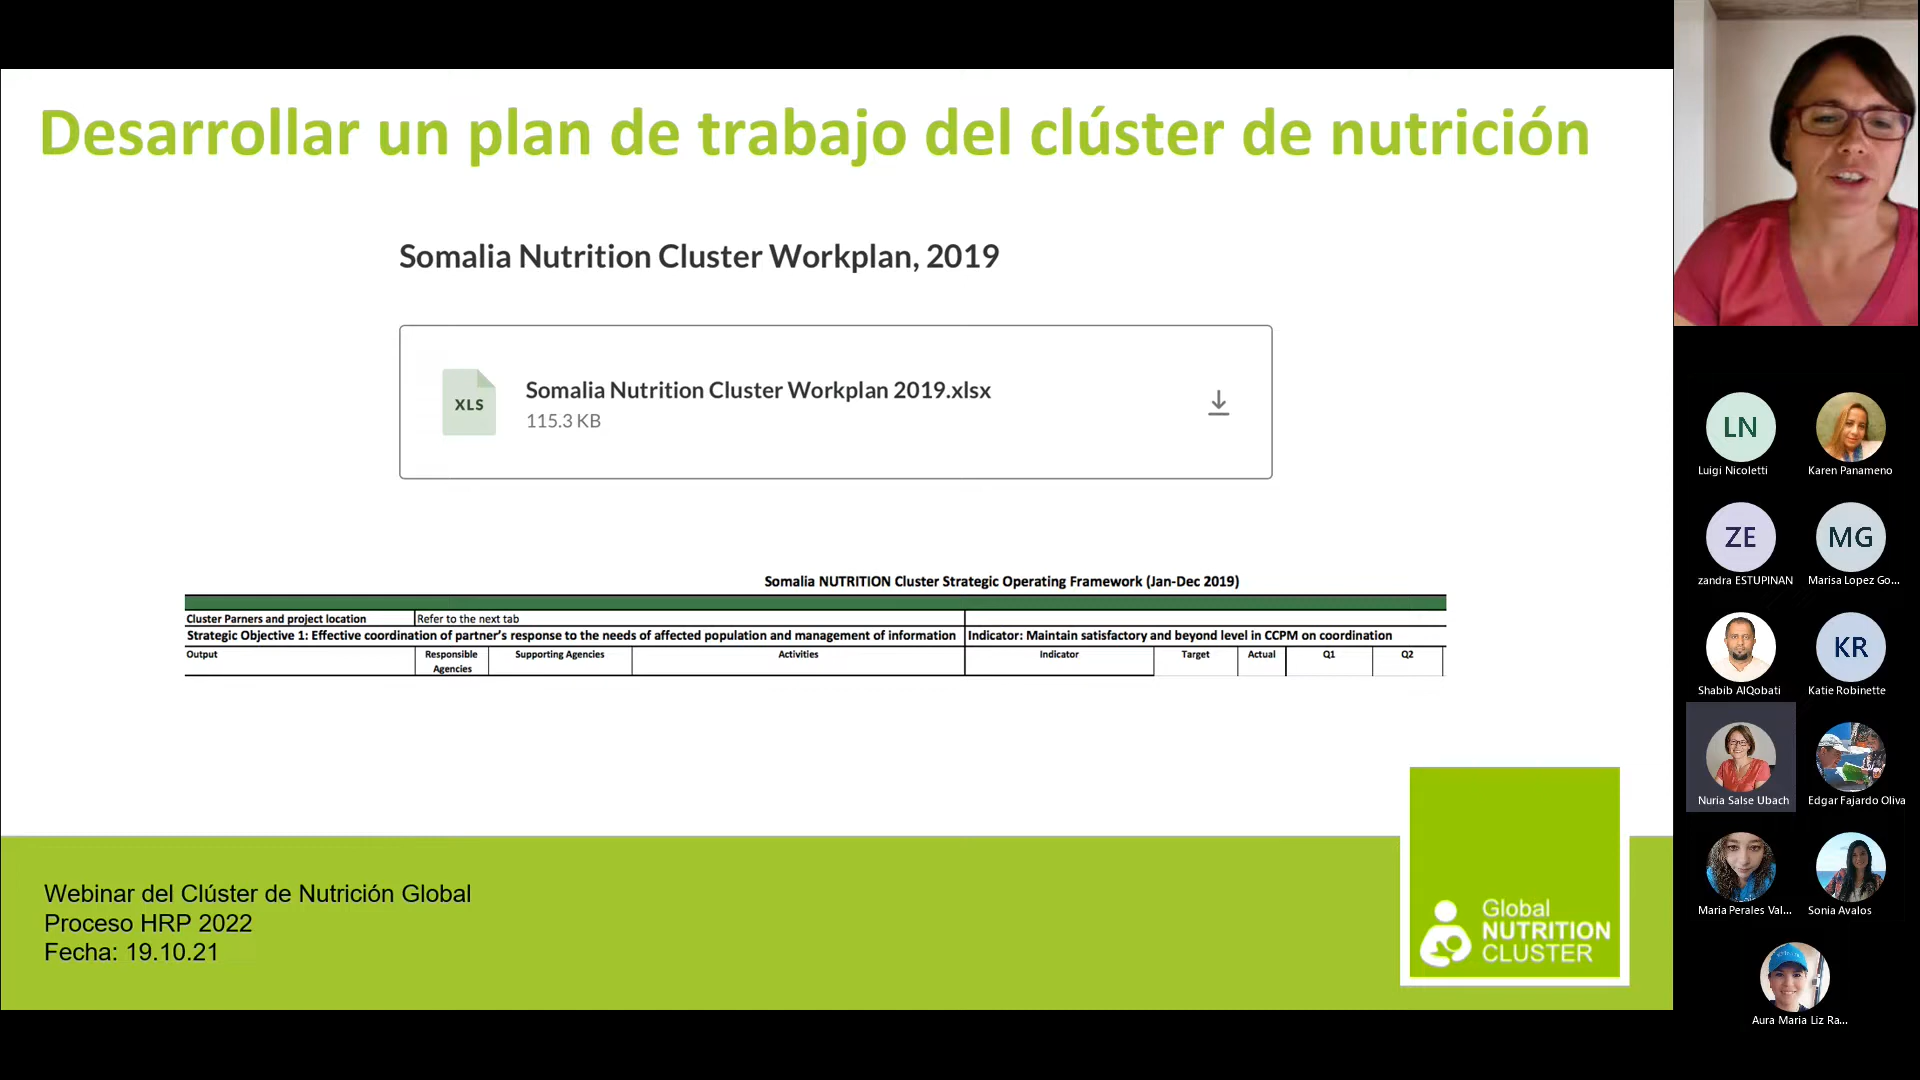 Desarrollar un plan de trabajo del clúster de nutrición
Somalia Nutrition Cluster Workplan, 2019
XLS
Somalia Nutrition Cluster Workplan 2019.xlsx
115.3 KB
Somalia NUTRITION Cluster Strategic Operating Framework (Jan-Dec 2019)
Cluster Parners and project location
Refer to the next tab
Strategic Objective 1: Effective coordination of partner's response to the needs of affected population and management of information
Indicator: Maintain satisfactory and beyond level in CCPM on coordination
Output
Responsible
Agencies
Supporting Agencies
Activities
Indicator
Target
Actual
Q1
Q2
Webinar del Clúster de Nutrición Global
Proceso HRP 2022
Fecha: 19.10.21
Global
NUTRITION
CLUSTER
LN
Luigi Nicoletti
Karen Panameno
ZE
zandra ESTUPINAN
MG
Marisa Lopez Go...
Shabib AlQobati
KR
Katie Robinette
Nuria Salse Ubach
Edgar Fajardo Oliva
Maria Perales Val...
Sonia Avalos
Aura Maria Liz Ra...